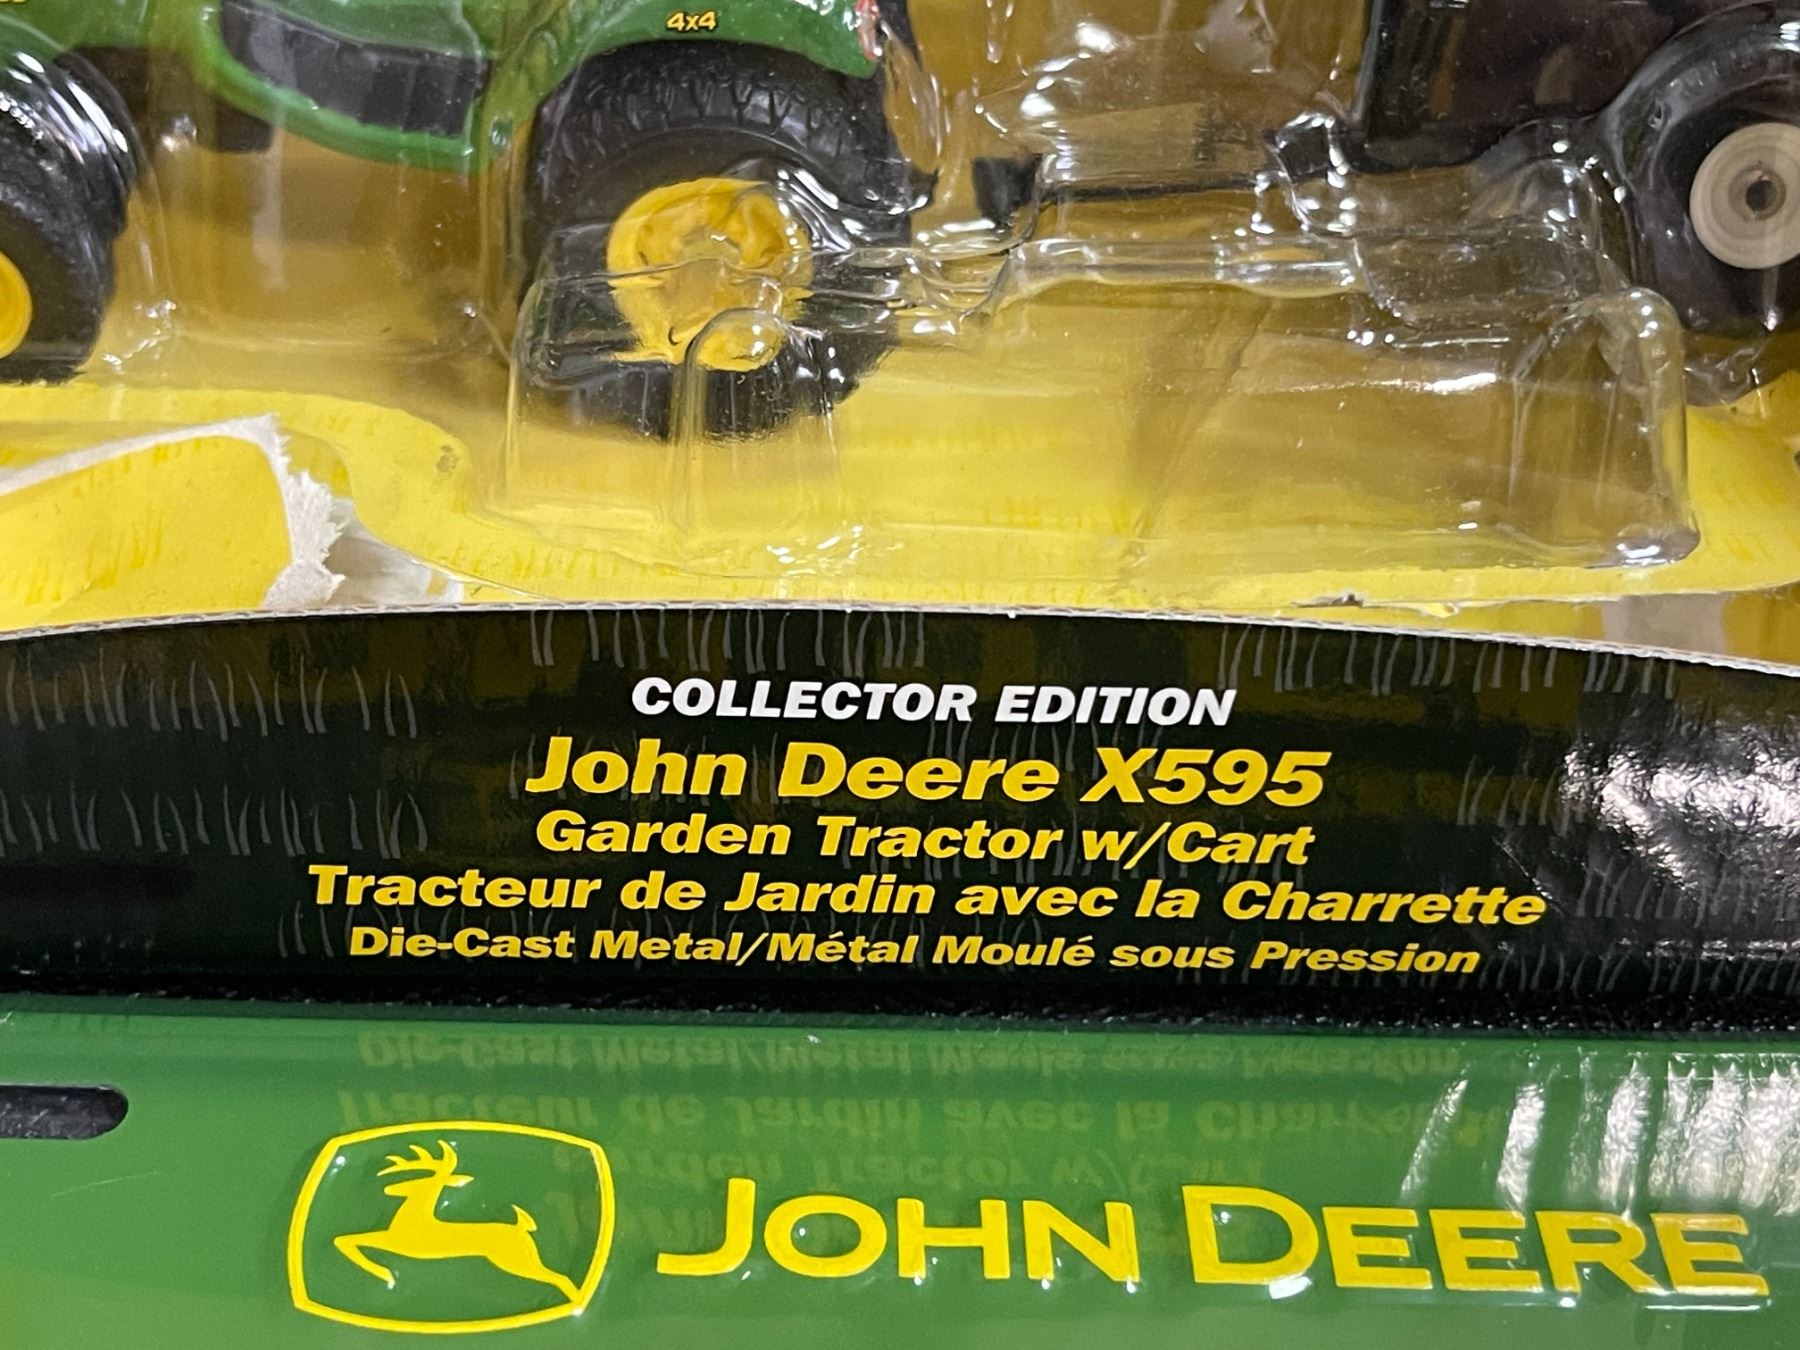 4x4
COLLECTOR EDITION
John Deere X595
Garden Tractor w/Cart
Tracteur de Jardin avec la Charrette
Die-Cast Metal/Métal Moulé sous Pression
JOHN DEERE